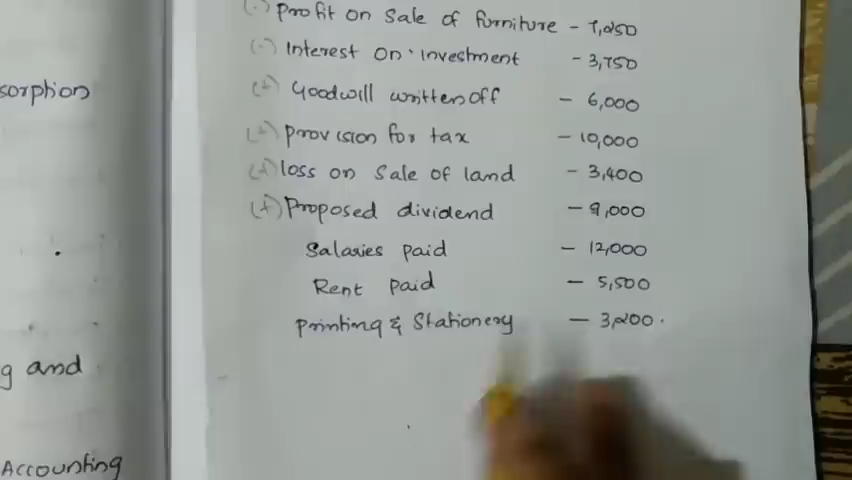 (-) Profit on sale of furniture - 7,250
(-) Interest on investment - 3,750
(+) Goodwill written off - 6,000
(+) Provision for tax - 10,000
(+) loss on sale of land - 3,400
(+) Proposed dividend - 9,000
Salaries paid - 12,000
Rent paid - 5,500
Printing & Stationery - 3,200.
sorption
g and
Accounting